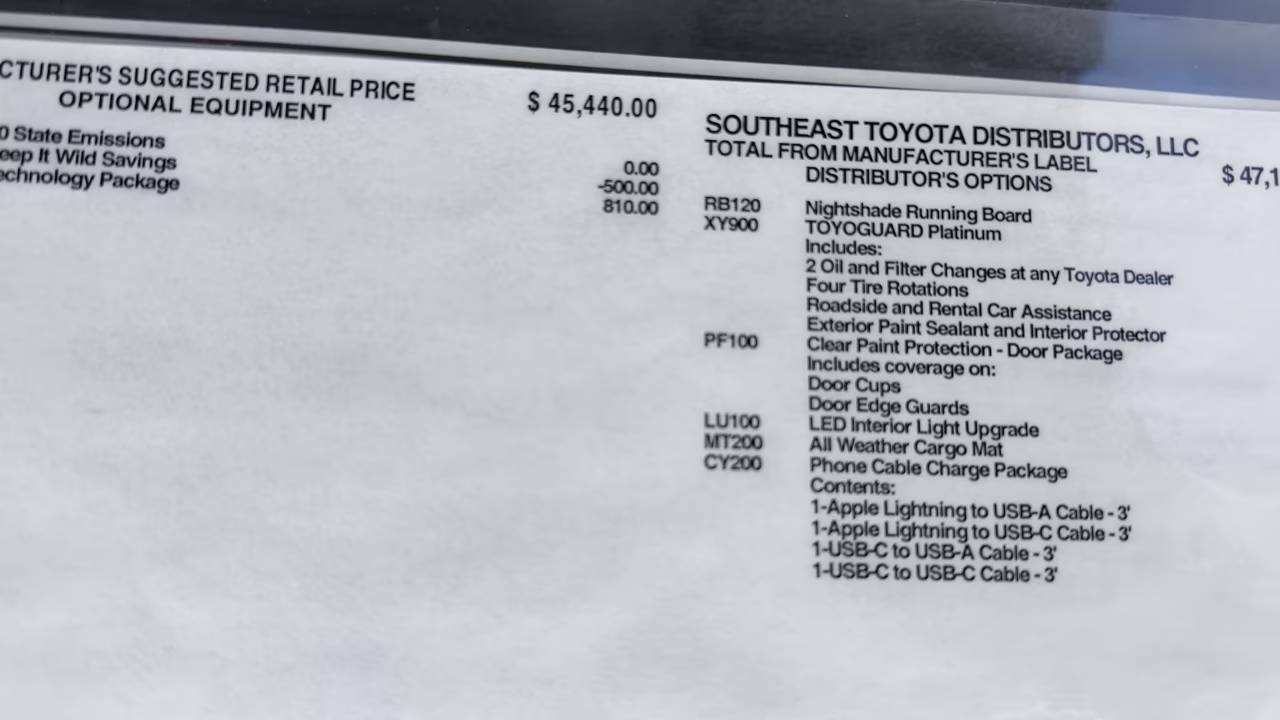 CTURER'S SUGGESTED RETAIL PRICE $ 45,440.00
OPTIONAL EQUIPMENT
0 State Emissions 0.00
eep It Wild Savings -500.00
echnology Package 810.00
SOUTHEAST TOYOTA DISTRIBUTORS, LLC
TOTAL FROM MANUFACTURER'S LABEL $ 47,1
DISTRIBUTOR'S OPTIONS
RB120 Nightshade Running Board
XY900 TOYOGUARD Platinum
Includes:
2 Oil and Filter Changes at any Toyota Dealer
Four Tire Rotations
Roadside and Rental Car Assistance
Exterior Paint Sealant and Interior Protector
PF100 Clear Paint Protection - Door Package
Includes coverage on:
Door Cups
Door Edge Guards
LU100 LED Interior Light Upgrade
MT200 All Weather Cargo Mat
CY200 Phone Cable Charge Package
Contents:
1-Apple Lightning to USB-A Cable - 3'
1-Apple Lightning to USB-C Cable - 3'
1-USB-C to USB-A Cable - 3'
1-USB-C to USB-C Cable - 3'